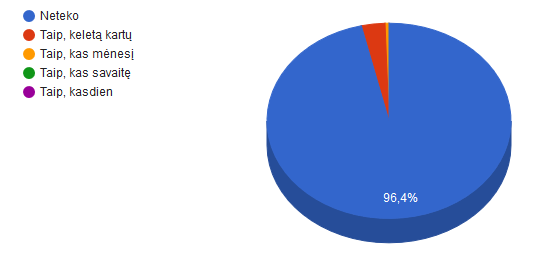 Neteko
Taip, keletą kartų
Taip, kas mėnesį
Taip, kas savaitę
Taip, kasdien
96,4%